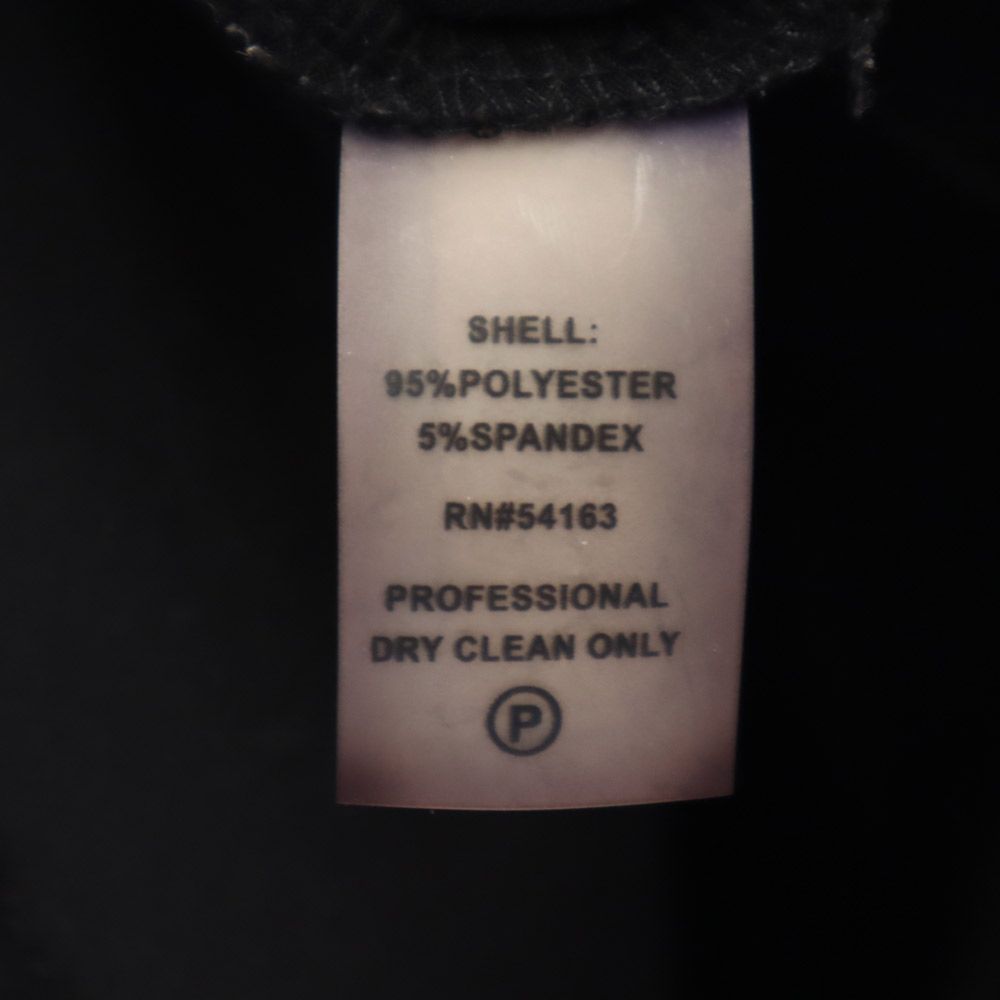 SHELL:
95%POLYESTER
5%SPANDEX
RN#54163
PROFESSIONAL
DRY CLEAN ONLY
P